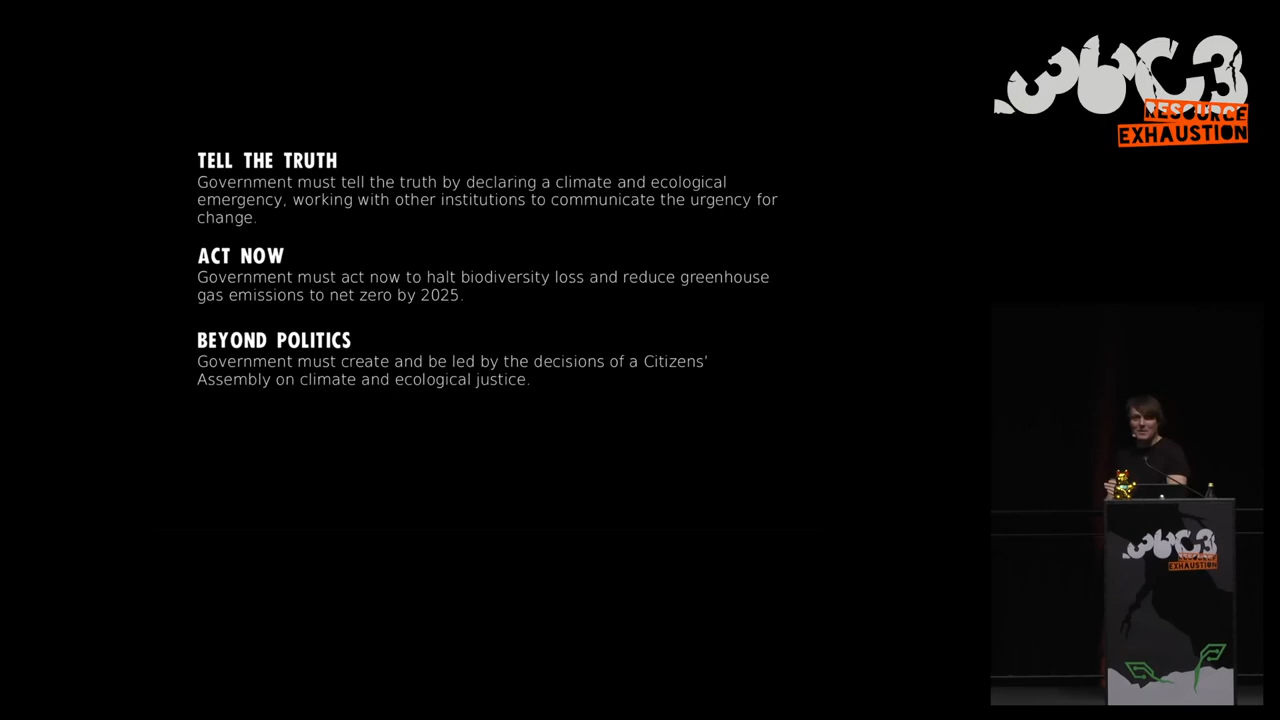 TELL THE TRUTH
Government must tell the truth by declaring a climate and ecological
emergency, working with other institutions to communicate the urgency for
change.
ACT NOW
Government must act now to halt biodiversity loss and reduce greenhouse
gas emissions to net zero by 2025.
BEYOND POLITICS
Government must create and be led by the decisions of a Citizens'
Assembly on climate and ecological justice.
36C3
RESOURCE
EXHAUSTION
36C3
RESOURCE
EXHAUSTION